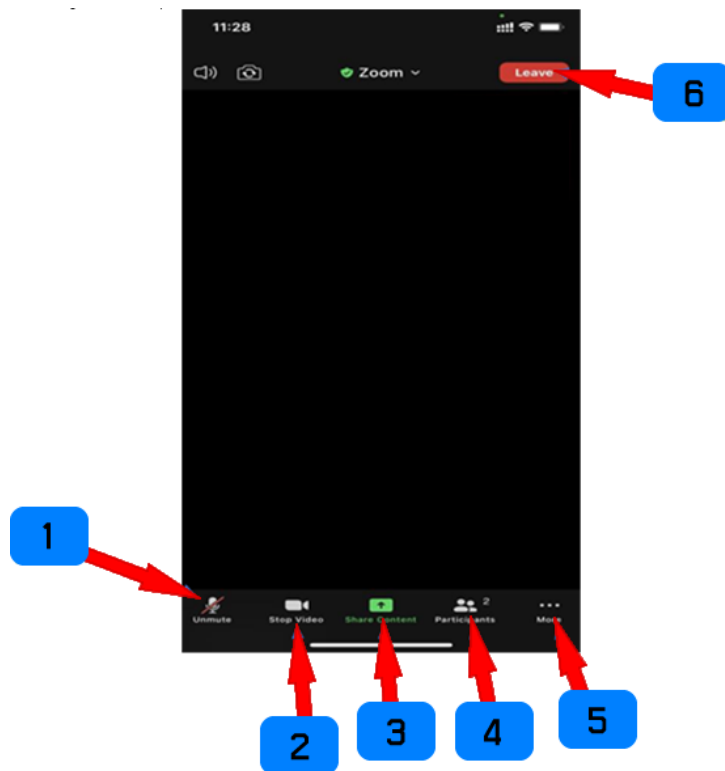 11:28
Zoom
Leave
6
1
Unmute
Stop Video
Share Content
Participants
2
More
2
3
4
5